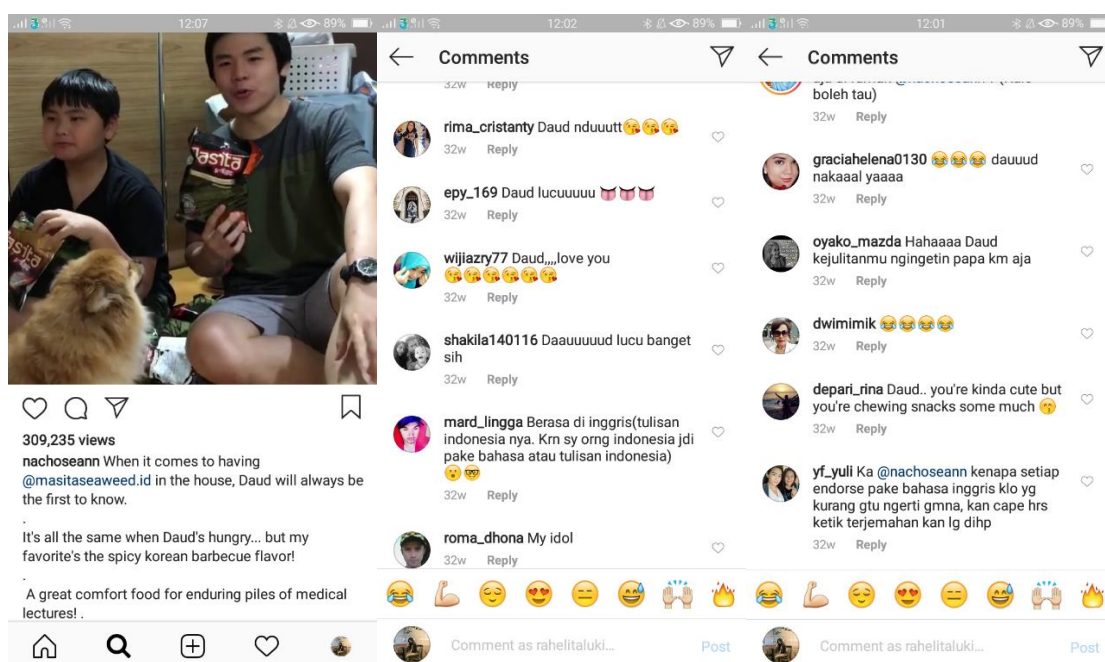 12:07
89%
Masita
309,235 views
nachoseann When it comes to having
@masitaseaweed.id in the house, Daud will always be
the first to know.
.
It's all the same when Daud's hungry... but my
favorite's the spicy korean barbecue flavor!
.
A great comfort food for enduring piles of medical
lectures! .
12:02
89%
Comments
32w Reply
rima_cristanty Daud nduuutt
32w Reply
epy_169 Daud lucuuuuu
32w Reply
wijiazry77 Daud,,,,love you
32w Reply
shakila140116 Daauuuuud lucu banget
sih
32w Reply
mard_lingga Berasa di inggris(tulisan
indonesia nya. Krn sy orng indonesia jdi
pake bahasa atau tulisan indonesia)
32w Reply
roma_dhona My idol
32w Reply
Comment as rahelitaluki...
Post
12:01
89%
Comments
boleh tau)
32w Reply
graciahelena0130 dauuud
nakaaal yaaaa
32w Reply
oyako_mazda Hahaaaa Daud
kejulitanmu ngingetin papa km aja
32w Reply
dwimimik
32w Reply
depari_rina Daud.. you're kinda cute but
you're chewing snacks some much
32w Reply
yf_yuli Ka @nachoseann kenapa setiap
endorse pake bahasa inggris klo yg
kurang gtu ngerti gmna, kan cape hrs
ketik terjemahan kan lg dihp
32w Reply
Comment as rahelitaluki...
Post